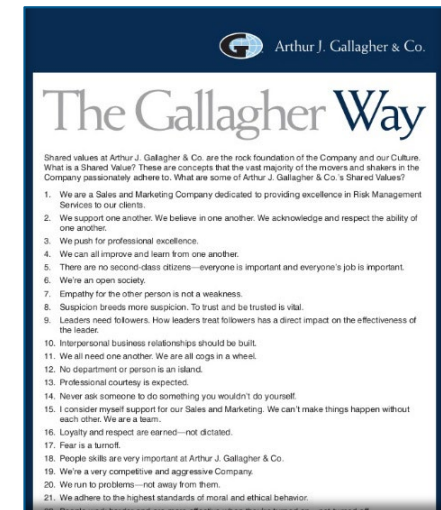 Arthur J. Gallagher & Co.
The Gallagher Way
Shared values at Arthur J. Gallagher & Co. are the rock foundation of the Company and our Culture.
What is a Shared Value? These are concepts that the vast majority of the movers and shakers in the
Company passionately adhere to. What are some of Arthur J. Gallagher & Co.'s Shared Values?
1. We are a Sales and Marketing Company dedicated to providing excellence in Risk Management
Services to our clients.
2. We support one another. We believe in one another. We acknowledge and respect the ability of
one another.
3. We push for professional excellence.
4. We can all improve and learn from one another.
5. There are no second-class citizens—everyone is important and everyone's job is important.
6. We're an open society.
7. Empathy for the other person is not a weakness.
8. Suspicion breeds more suspicion. To trust and be trusted is vital.
9. Leaders need followers. How leaders treat followers has a direct impact on the effectiveness of
the leader.
10. Interpersonal business relationships should be built.
11. We all need one another. We are all cogs in a wheel.
12. No department or person is an island.
13. Professional courtesy is expected.
14. Never ask someone to do something you wouldn't do yourself.
15. I consider myself support for our Sales and Marketing. We can't make things happen without
each other. We are a team.
16. Loyalty and respect are earned—not dictated.
17. Fear is a turnoff.
18. People skills are very important at Arthur J. Gallagher & Co.
19. We're a very competitive and aggressive Company.
20. We run to problems—not away from them.
21. We adhere to the highest standards of moral and ethical behavior.